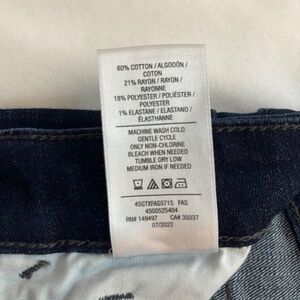 60% COTTON / ALGODÓN /
COTON
21% RAYON / RAYON /
RAYONNE
18% POLYESTER / POLIÉSTER /
POLYESTER
1% ELASTANE / ELASTANO /
ÉLASTHANNE
MACHINE WASH COLD
GENTLE CYCLE
ONLY NON-CHLORINE
BLEACH WHEN NEEDED
TUMBLE DRY LOW
MEDIUM IRON IF NEEDED
45GTXFAS5715 FAS
4500525404
RN# 149497 CA# 35037
07/2022